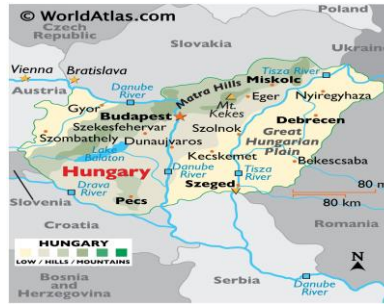 © WorldAtlas.com
Poland
Czech
Republic
Slovakia
Ukraine
Vienna
Bratislava
Danube
River
Matra Hills
Miskolc
Tisza River
Austria
Mt.
Kekes
Eger
Nyiregyhaza
Gyor
Budapest
Debrecen
Szekesfehervar
Szolnok
Szombathely
Dunaujvaros
Great
Hungarian
Plain
Lake
Balaton
Kecskemet
Bekescsaba
Hungary
Danube
River
Tisza
River
Drava
River
Szeged
80 m
80 km
Slovenia
Pecs
Croatia
Romania
HUNGARY
LOW / HILLS / MOUNTAINS
N
Bosnia
and
Herzegovina
Serbia
Danube
River